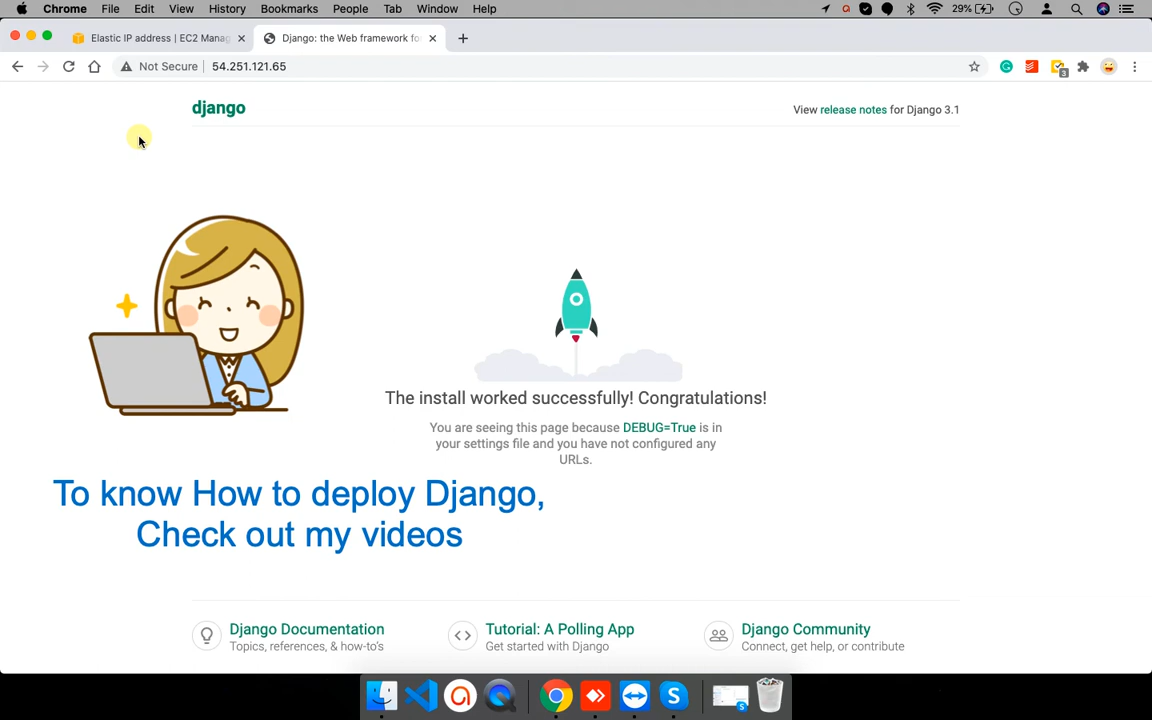 Chrome File Edit View History Bookmarks People Tab Window Help 29%
Elastic IP address | EC2 Manag
Django: the Web framework fo
Not Secure 54.251.121.65
3
django
View release notes for Django 3.1
The install worked successfully! Congratulations!
You are seeing this page because DEBUG=True is in
your settings file and you have not configured any
URLs.
To know How to deploy Django,
Check out my videos
Django Documentation
Topics, references, & how-to's
Tutorial: A Polling App
Get started with Django
Django Community
Connect, get help, or contribute